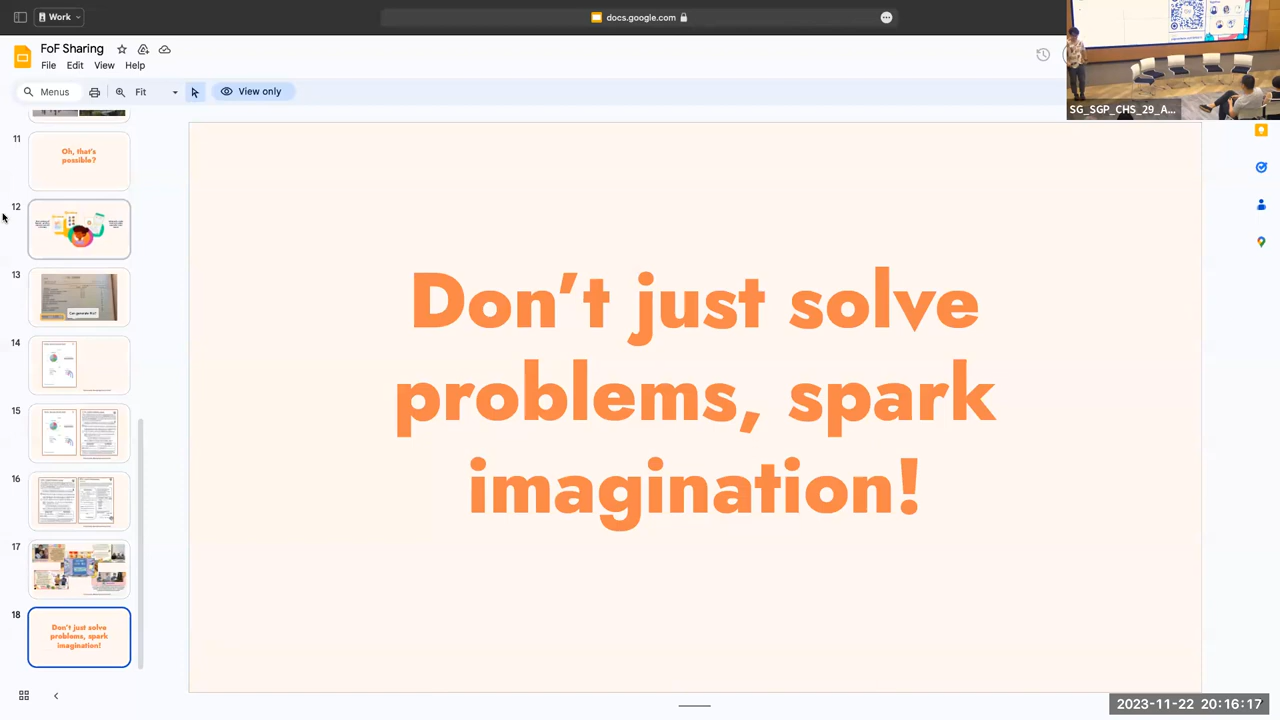 Work
docs.google.com
FoF Sharing
File Edit View Help
Menus
Fit
View only
SG_SGP_CHS_29_A...
11
Oh, that's
possible?
12
13
14
15
16
17
18
Don't just solve
problems, spark
imagination!
Don't just solve
problems, spark
imagination!
2023-11-22 20:16:17